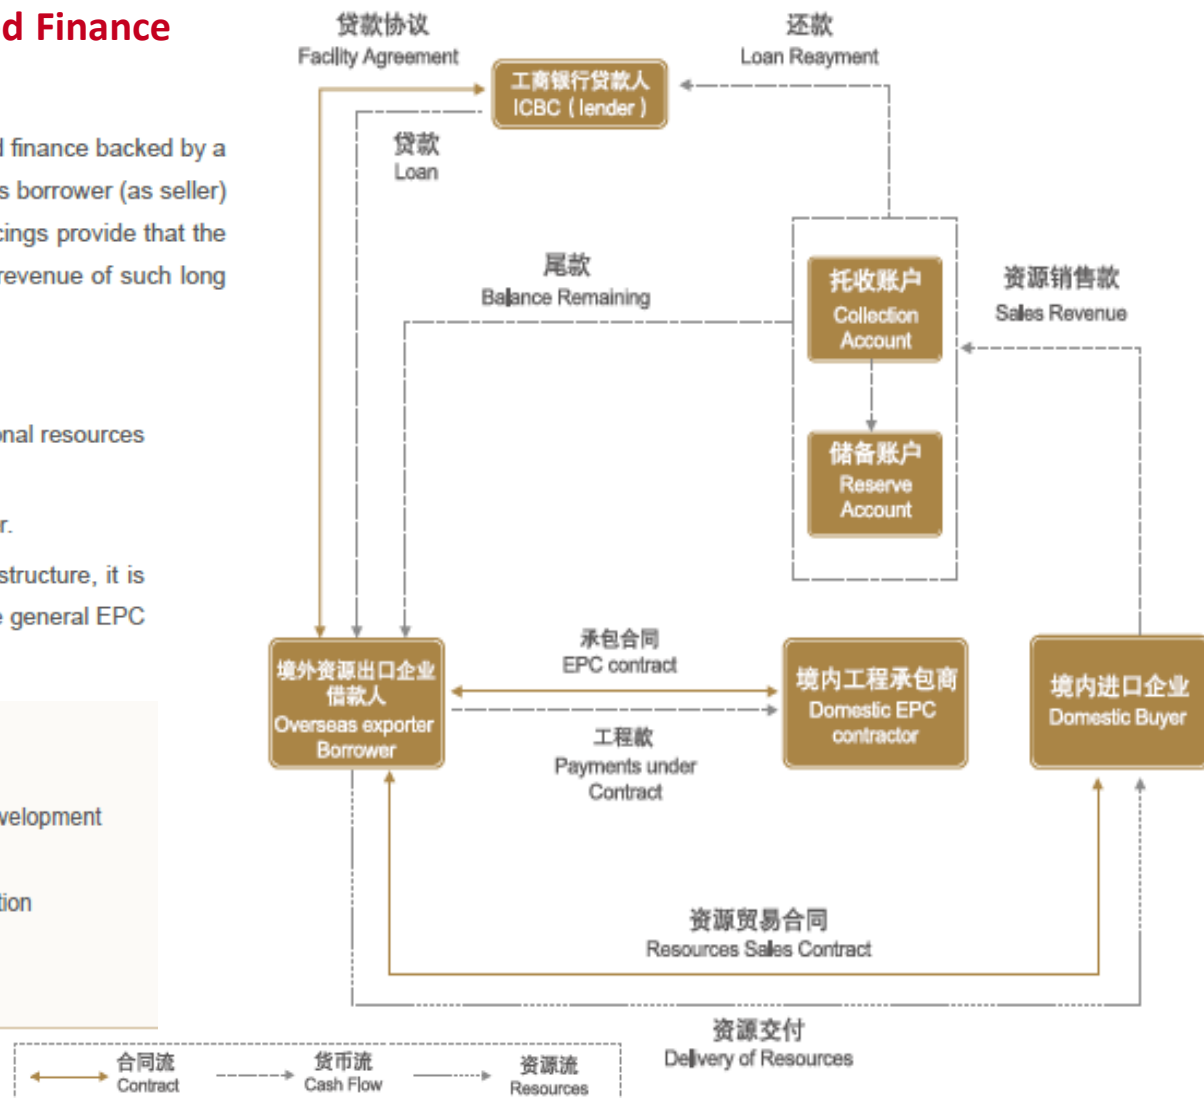 d Finance
d finance backed by a
s borrower (as seller)
cings provide that the
revenue of such long
onal resources
r.
structure, it is
e general EPC
velopment
tion
贷款协议
Facility Agreement
还款
Loan Reayment
工商银行贷款人
ICBC ( lender )
贷款
Loan
尾款
Balance Remaining
托收账户
Collection
Account
资源销售款
Sales Revenue
储备账户
Reserve
Account
境外资源出口企业
借款人
Overseas exporter
Borrower
承包合同
EPC contract
工程款
Payments under
Contract
境内工程承包商
Domestic EPC
contractor
境内进口企业
Domestic Buyer
资源贸易合同
Resources Sales Contract
资源交付
Delivery of Resources
合同流
Contract
货币流
Cash Flow
资源流
Resources